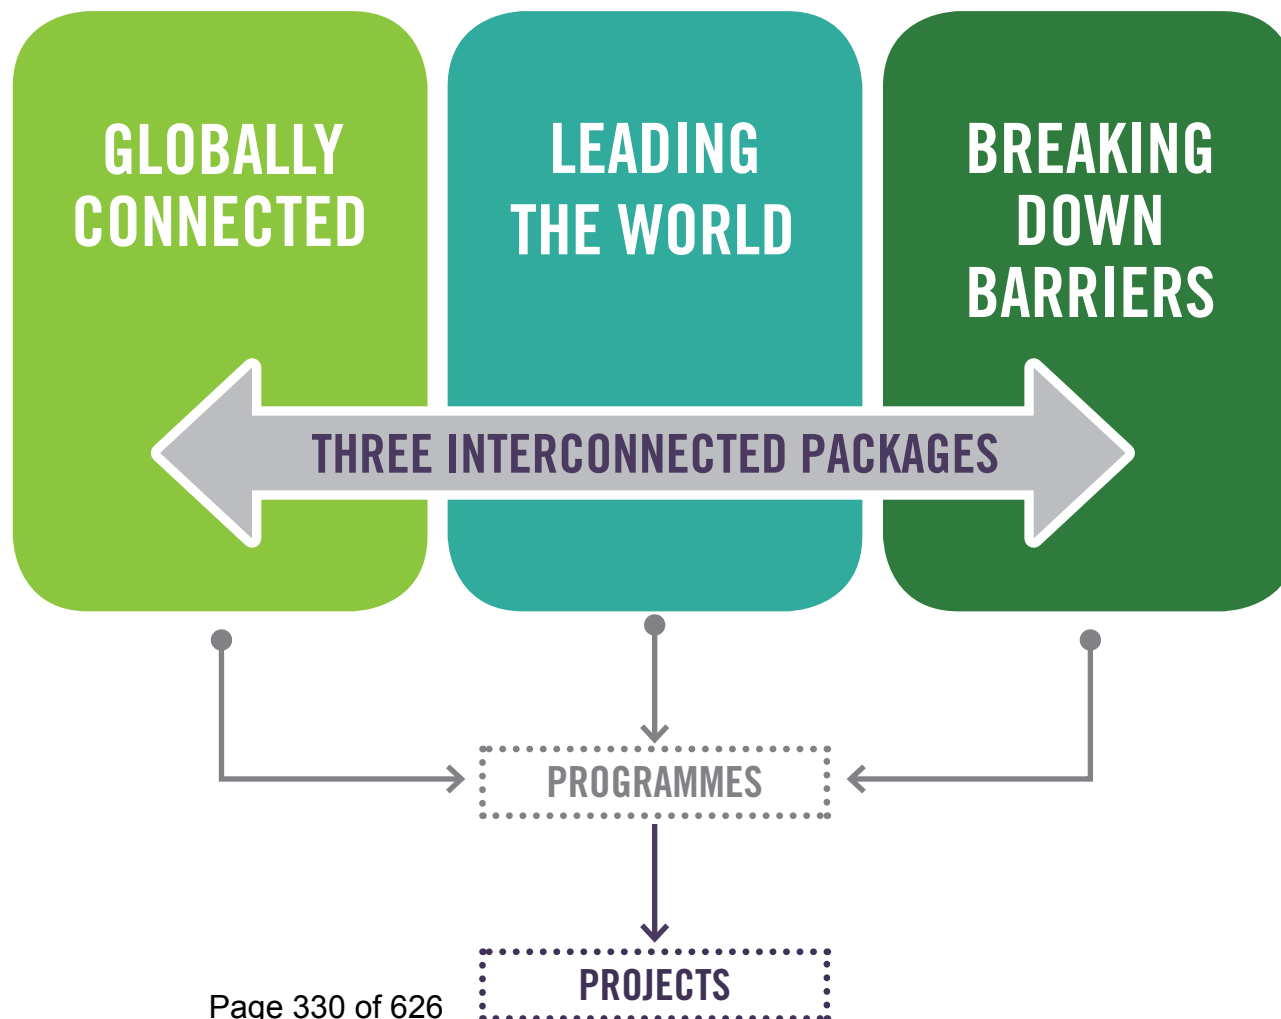 GLOBALLY
CONNECTED
LEADING
THE WORLD
BREAKING
DOWN
BARRIERS
THREE INTERCONNECTED PACKAGES
PROGRAMMES
PROJECTS
Page 330 of 626